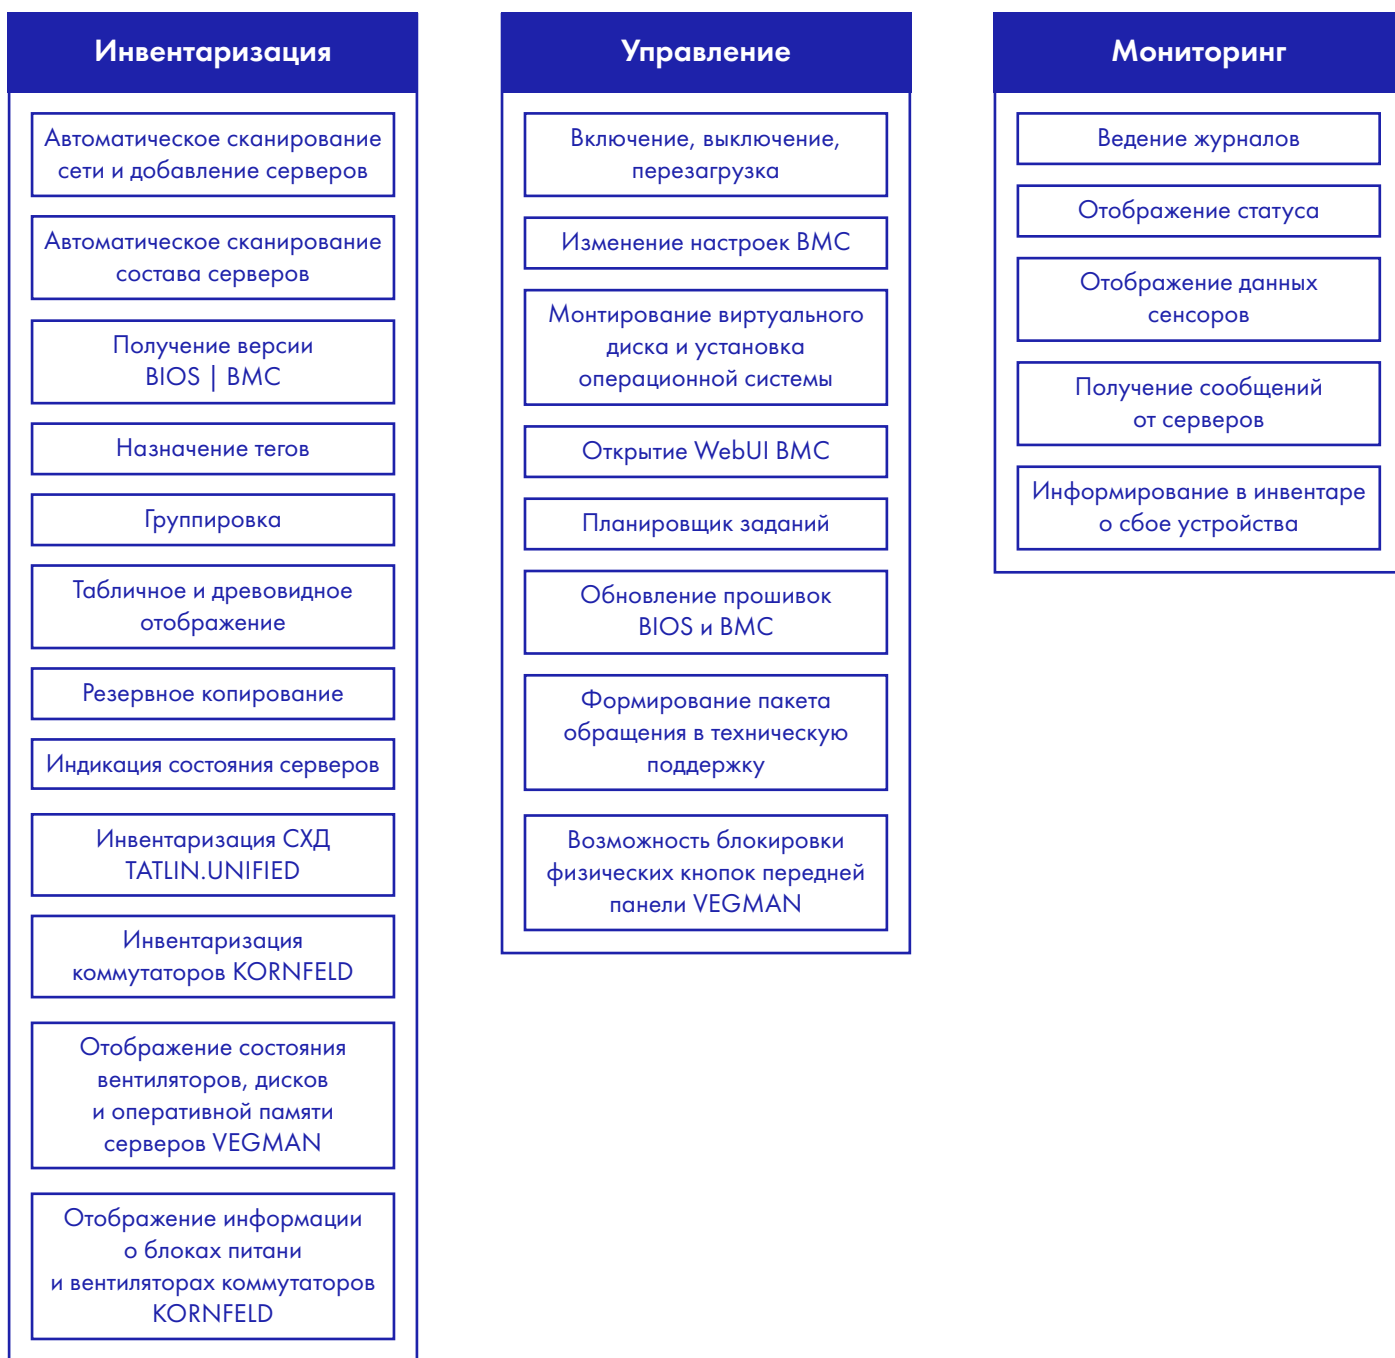 Инвентаризация
Автоматическое сканирование
сети и добавление серверов
Автоматическое сканирование
состава серверов
Получение версии
BIOS | BMC
Назначение тегов
Группировка
Табличное и древовидное
отображение
Резервное копирование
Индикация состояния серверов
Инвентаризация СХД
TATLIN.UNIFIED
Инвентаризация
коммутаторов KORNFELD
Отображение состояния
вентиляторов, дисков
и оперативной памяти
серверов VEGMAN
Отображение информации
о блоках питани
и вентиляторах коммутаторов
KORNFELD
Управление
Включение, выключение,
перезагрузка
Изменение настроек BMC
Монтирование виртуального
диска и установка
операционной системы
Открытие WebUI BMC
Планировщик заданий
Обновление прошивок
BIOS и BMC
Формирование пакета
обращения в техническую
поддержку
Возможность блокировки
физических кнопок передней
панели VEGMAN
Мониторинг
Ведение журналов
Отображение статуса
Отображение данных
сенсоров
Получение сообщений
от серверов
Информирование в инвентаре
о сбое устройства